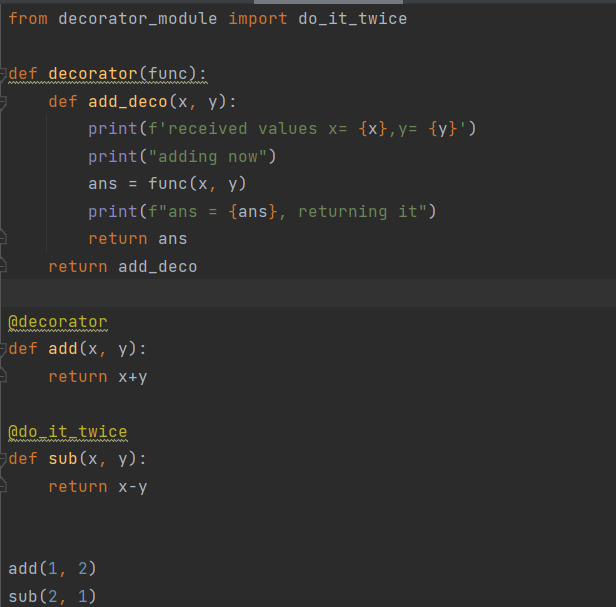 from decorator_module import do_it_twice
def decorator(func):
    def add_deco(x, y):
        print(f'received values x= {x},y= {y}')
        print("adding now")
        ans = func(x, y)
        print(f"ans = {ans}, returning it")
        return ans
    return add_deco
@decorator
def add(x, y):
    return x+y
@do_it_twice
def sub(x, y):
    return x-y
add(1, 2)
sub(2, 1)